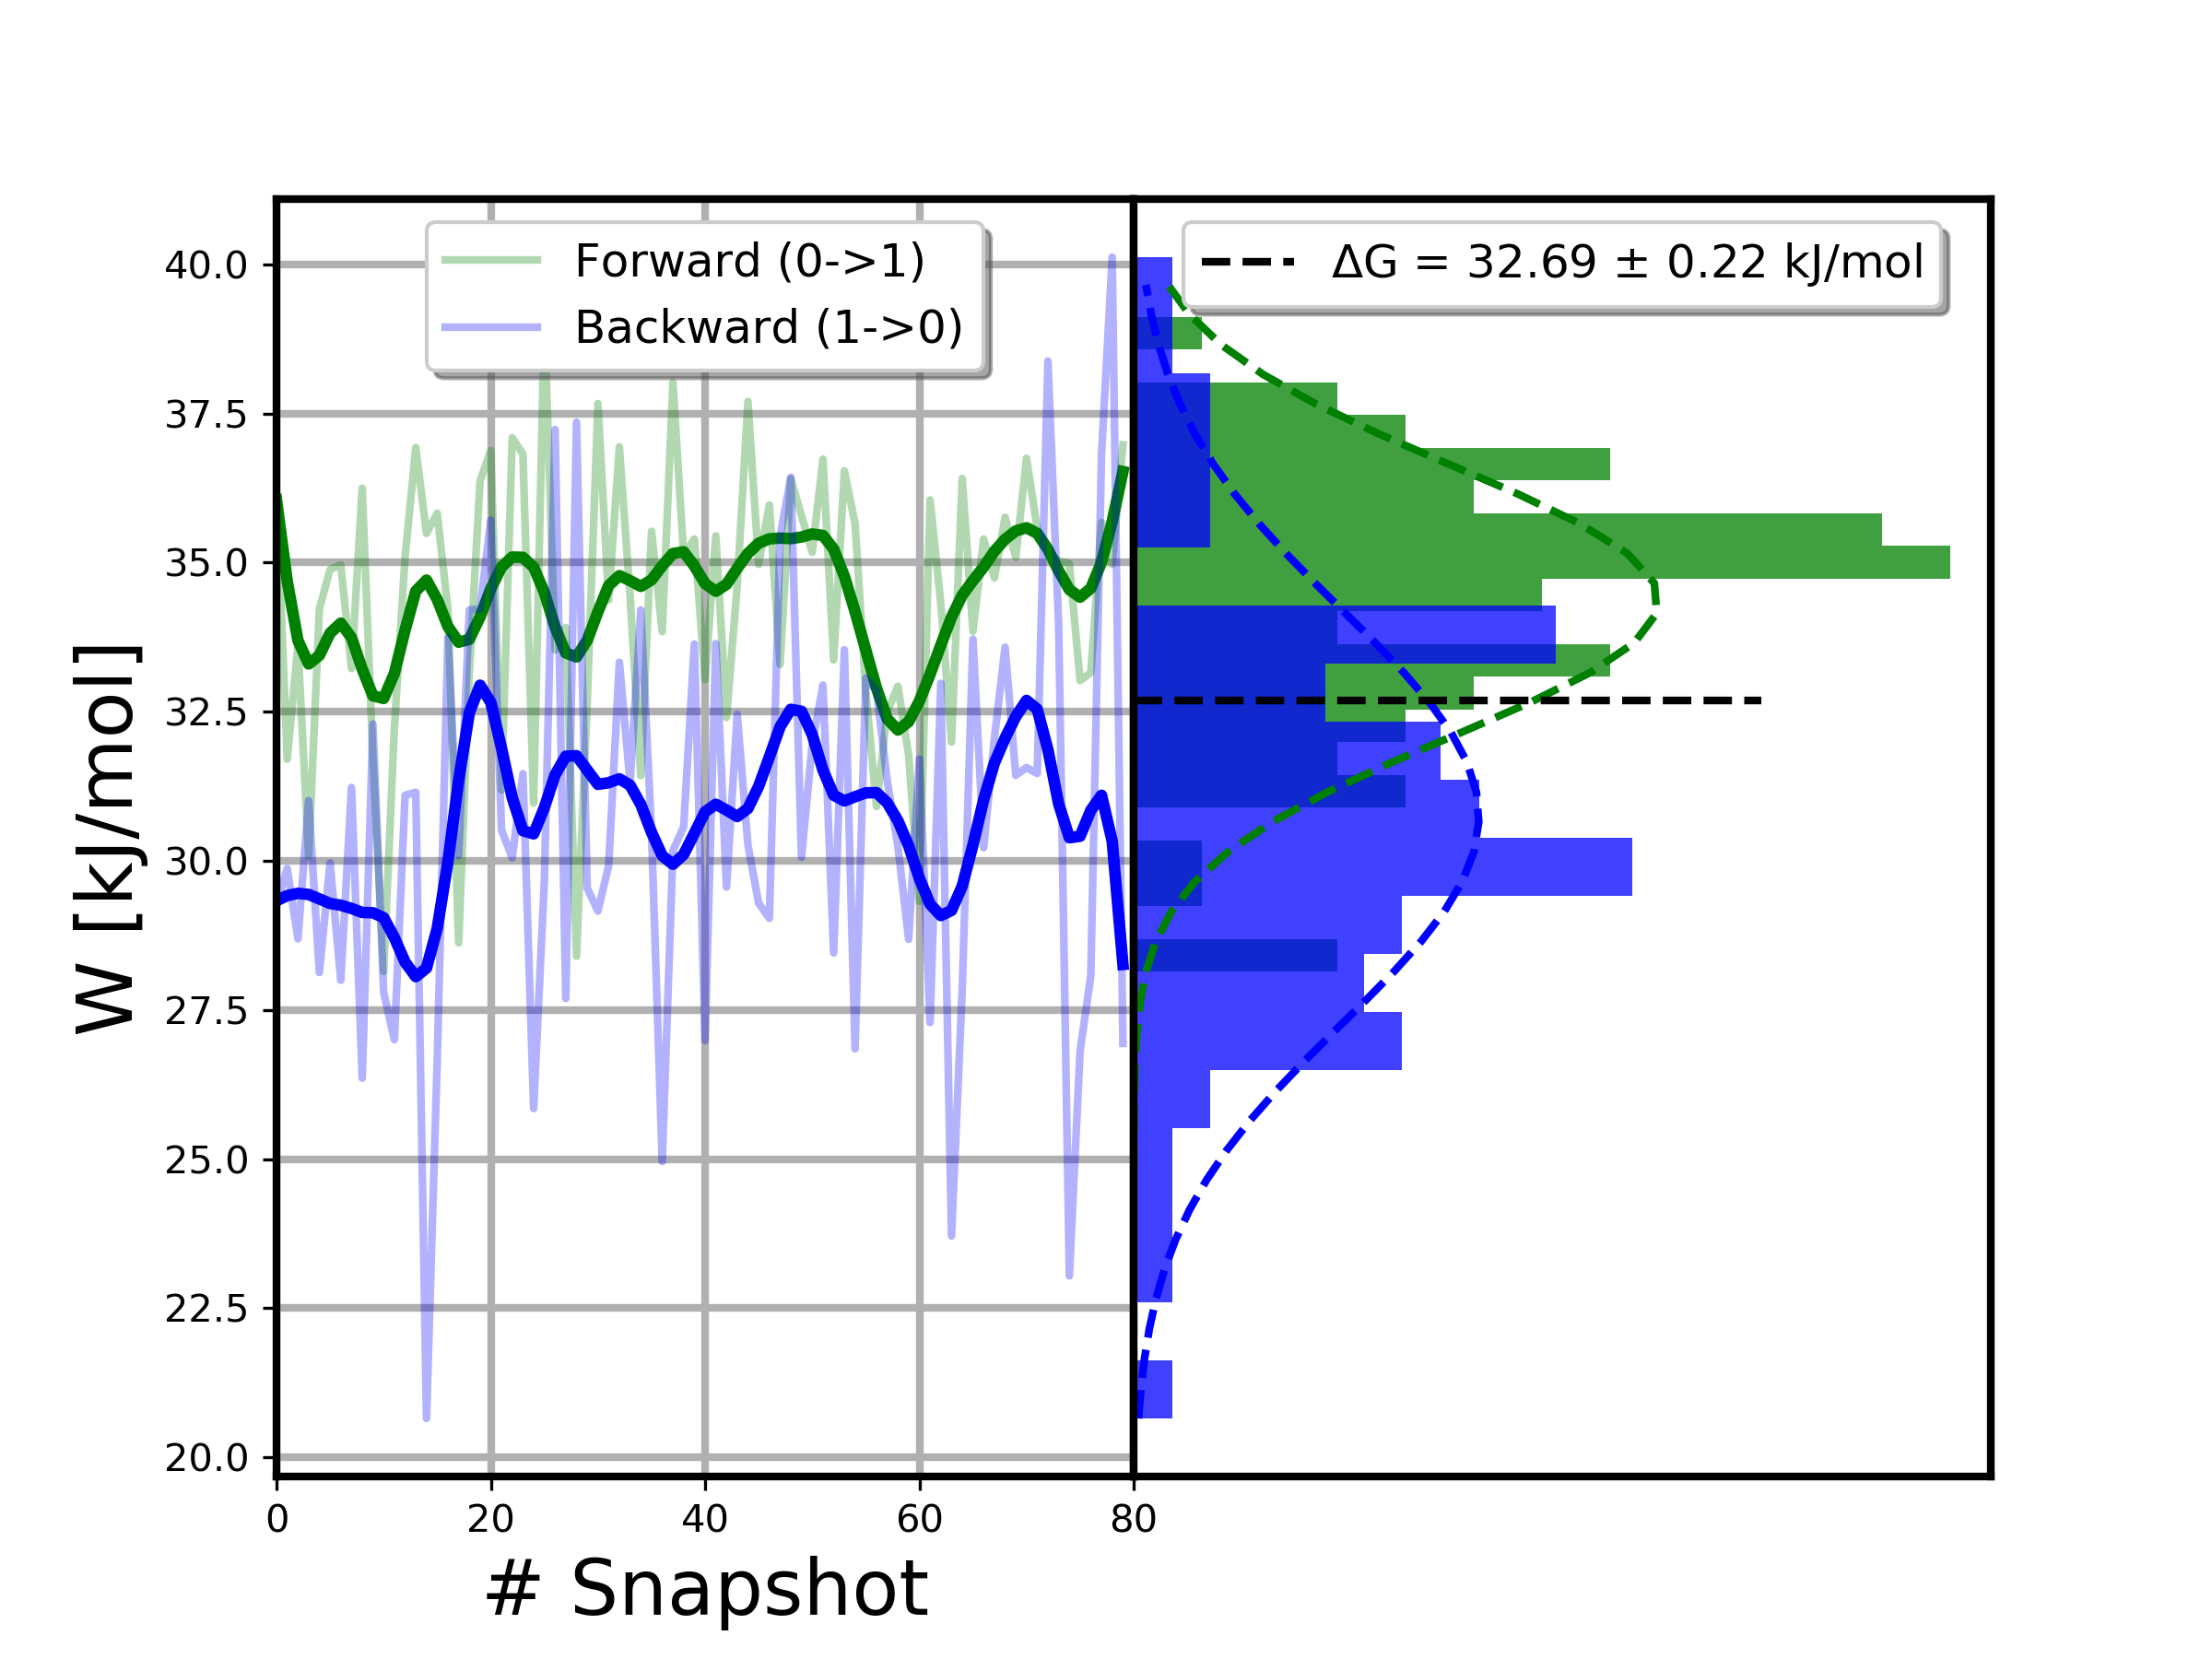 Forward (0->1)
Backward (1->0)
ΔG = 32.69 ± 0.22 kJ/mol
W [kJ/mol]
40.0
37.5
35.0
32.5
30.0
27.5
25.0
22.5
20.0
0 20 40 60 80
# Snapshot